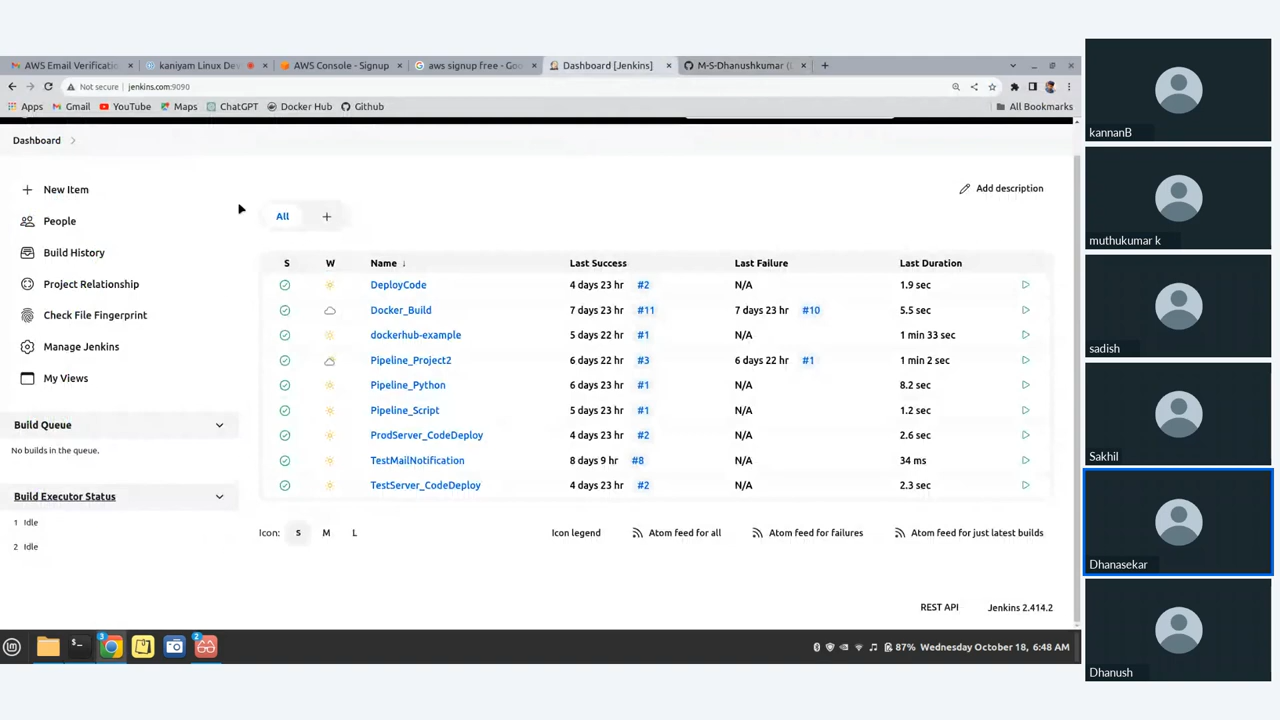 AWS Email Verificatio
kaniyam Linux De
AWS Console - Signup
aws signup free - Goo
Dashboard [Jenkins]
M-S-Dhanushkumar (
Not secure | jenkins.com:9090
Apps Gmail YouTube Maps ChatGPT Docker Hub Github All Bookmarks
Dashboard
New Item
People
Build History
Project Relationship
Check File Fingerprint
Manage Jenkins
My Views
Build Queue
No builds in the queue.
Build Executor Status
1 Idle
2 Idle
Add description
All
S W Name ↓ Last Success Last Failure Last Duration
DeployCode 4 days 23 hr #2 N/A 1.9 sec
Docker_Build 7 days 23 hr #11 7 days 23 hr #10 5.5 sec
dockerhub-example 5 days 22 hr #1 N/A 1 min 33 sec
Pipeline_Project2 6 days 22 hr #3 6 days 22 hr #1 1 min 2 sec
Pipeline_Python 6 days 23 hr #1 N/A 8.2 sec
Pipeline_Script 5 days 23 hr #1 N/A 1.2 sec
ProdServer_CodeDeploy 4 days 23 hr #2 N/A 2.6 sec
TestMailNotification 8 days 9 hr #8 N/A 34 ms
TestServer_CodeDeploy 4 days 23 hr #2 N/A 2.3 sec
Icon: S M L Icon legend Atom feed for all Atom feed for failures Atom feed for just latest builds
REST API Jenkins 2.414.2
3 2 87% Wednesday October 18, 6:48 AM
kannanB
muthukumar k
sadish
Sakhil
Dhanasekar
Dhanush